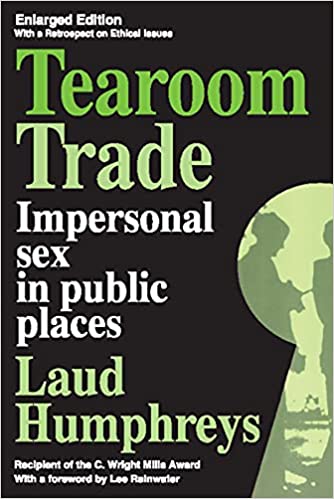 Enlarged Edition
With a Retrospect on Ethical Issues
Tearoom
Trade
Impersonal
sex
in public
places
Laud
Humphreys
Recipient of the C. Wright Mills Award
With a foreword by Lee Rainwater